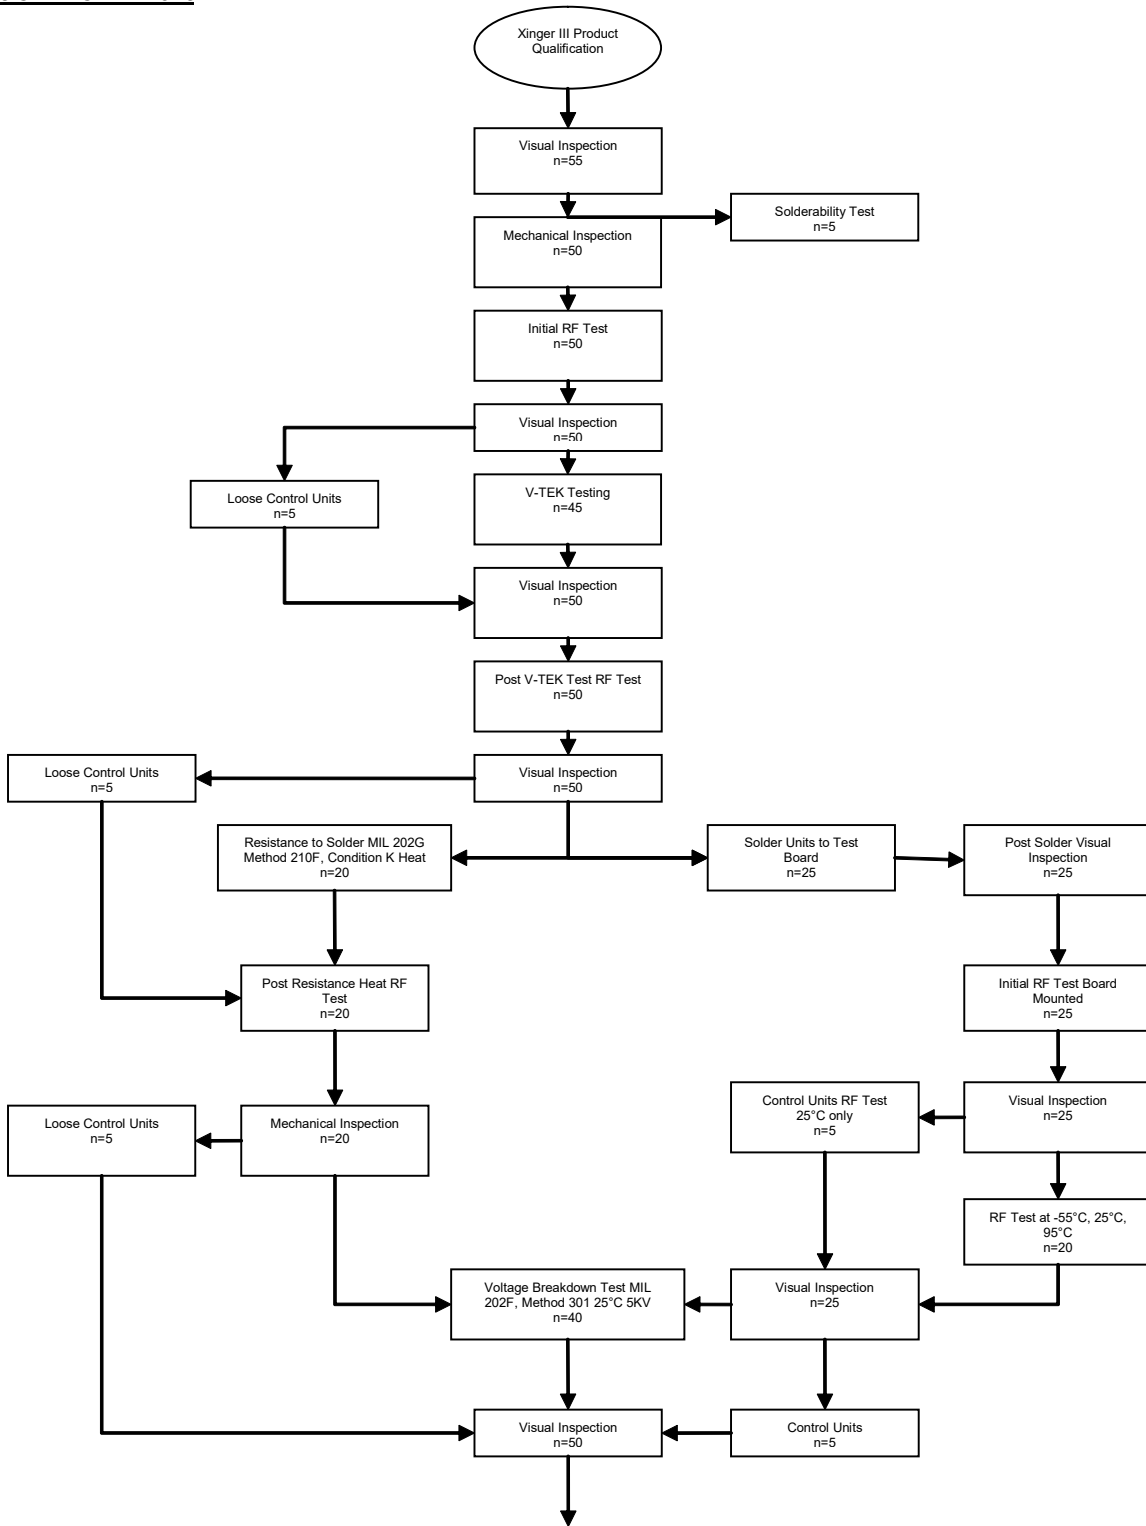 Xinger III Product
Qualification
Visual Inspection
n=55
Solderability Test
n=5
Mechanical Inspection
n=50
Initial RF Test
n=50
Visual Inspection
n=50
Loose Control Units
n=5
V-TEK Testing
n=45
Visual Inspection
n=50
Post V-TEK Test RF Test
n=50
Loose Control Units
n=5
Visual Inspection
n=50
Resistance to Solder MIL 202G
Method 210F, Condition K Heat
n=20
Solder Units to Test
Board
n=25
Post Solder Visual
Inspection
n=25
Post Resistance Heat RF
Test
n=20
Initial RF Test Board
Mounted
n=25
Loose Control Units
n=5
Mechanical Inspection
n=20
Control Units RF Test
25°C only
n=5
Visual Inspection
n=25
RF Test at -55°C, 25°C,
95°C
n=20
Voltage Breakdown Test MIL
202F, Method 301 25°C 5KV
n=40
Visual Inspection
n=25
Visual Inspection
n=50
Control Units
n=5